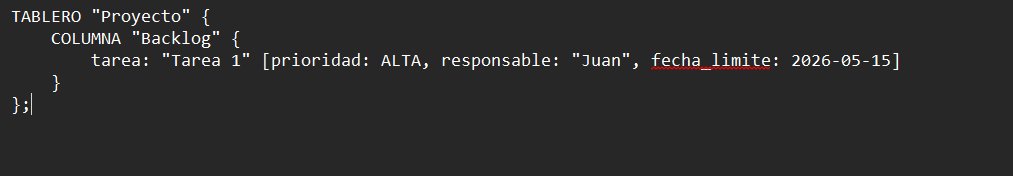 TABLERO "Proyecto" {
    COLUMNA "Backlog" {
        tarea: "Tarea 1" [prioridad: ALTA, responsable: "Juan", fecha_limite: 2026-05-15]
    }
};